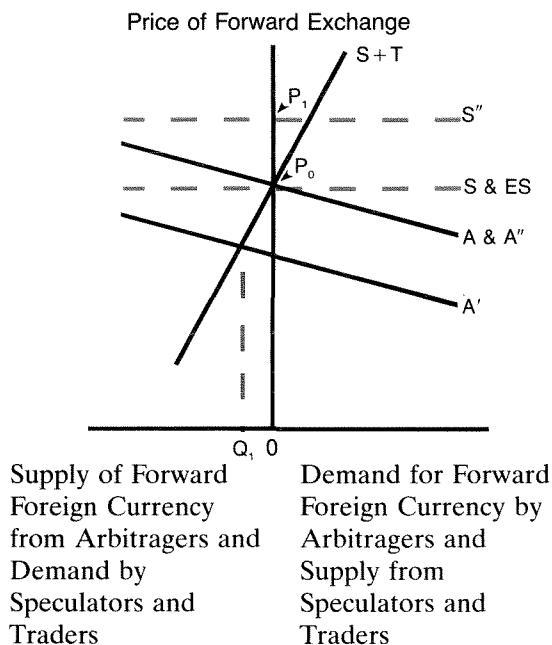 Price of Forward Exchange
S+T
P₁
S″
P₀
S & ES
A & A″
A′
Q₁ 0
Supply of Forward
Foreign Currency
from Arbitragers and
Demand by
Speculators and
Traders
Demand for Forward
Foreign Currency by
Arbitragers and
Supply from
Speculators and
Traders